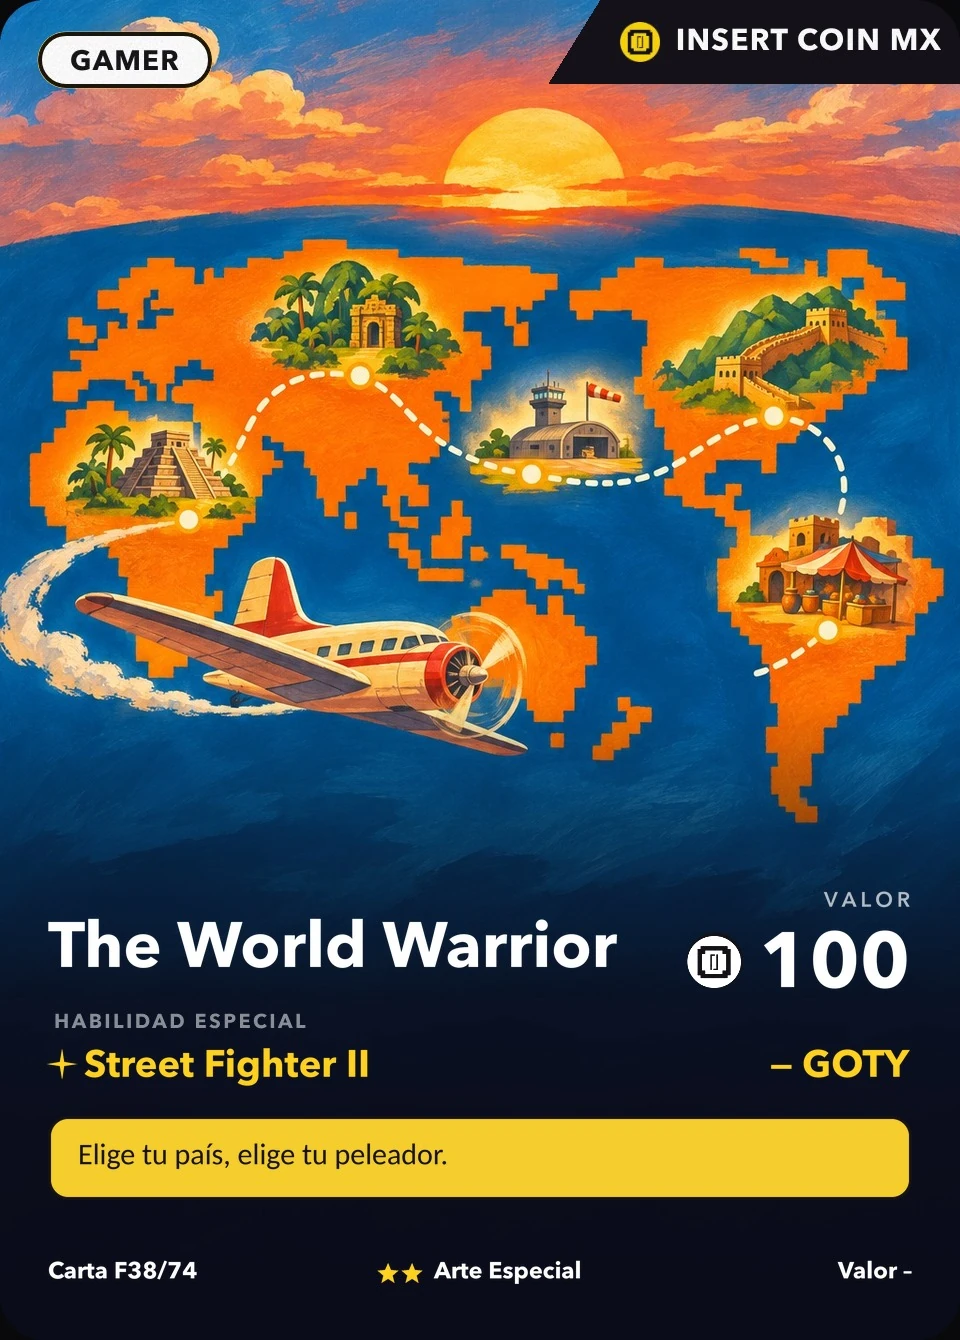 GAMER
INSERT COIN MX
VALOR
The World Warrior
100
HABILIDAD ESPECIAL
Street Fighter II
– GOTY
Elige tu país, elige tu peleador.
Carta F38/74
Arte Especial
Valor –